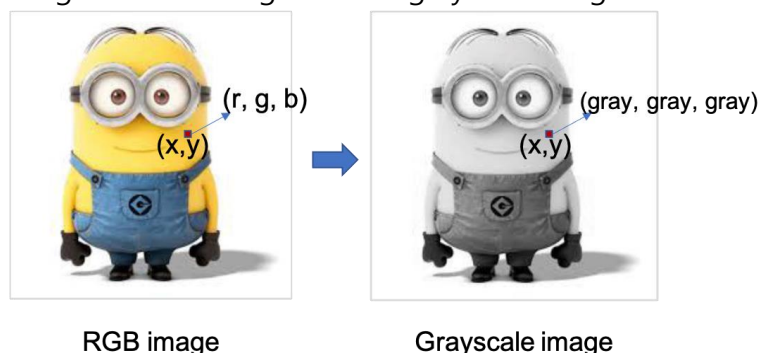 (r, g, b)
(x,y)
(gray, gray, gray)
(x,y)
RGB image
Grayscale image